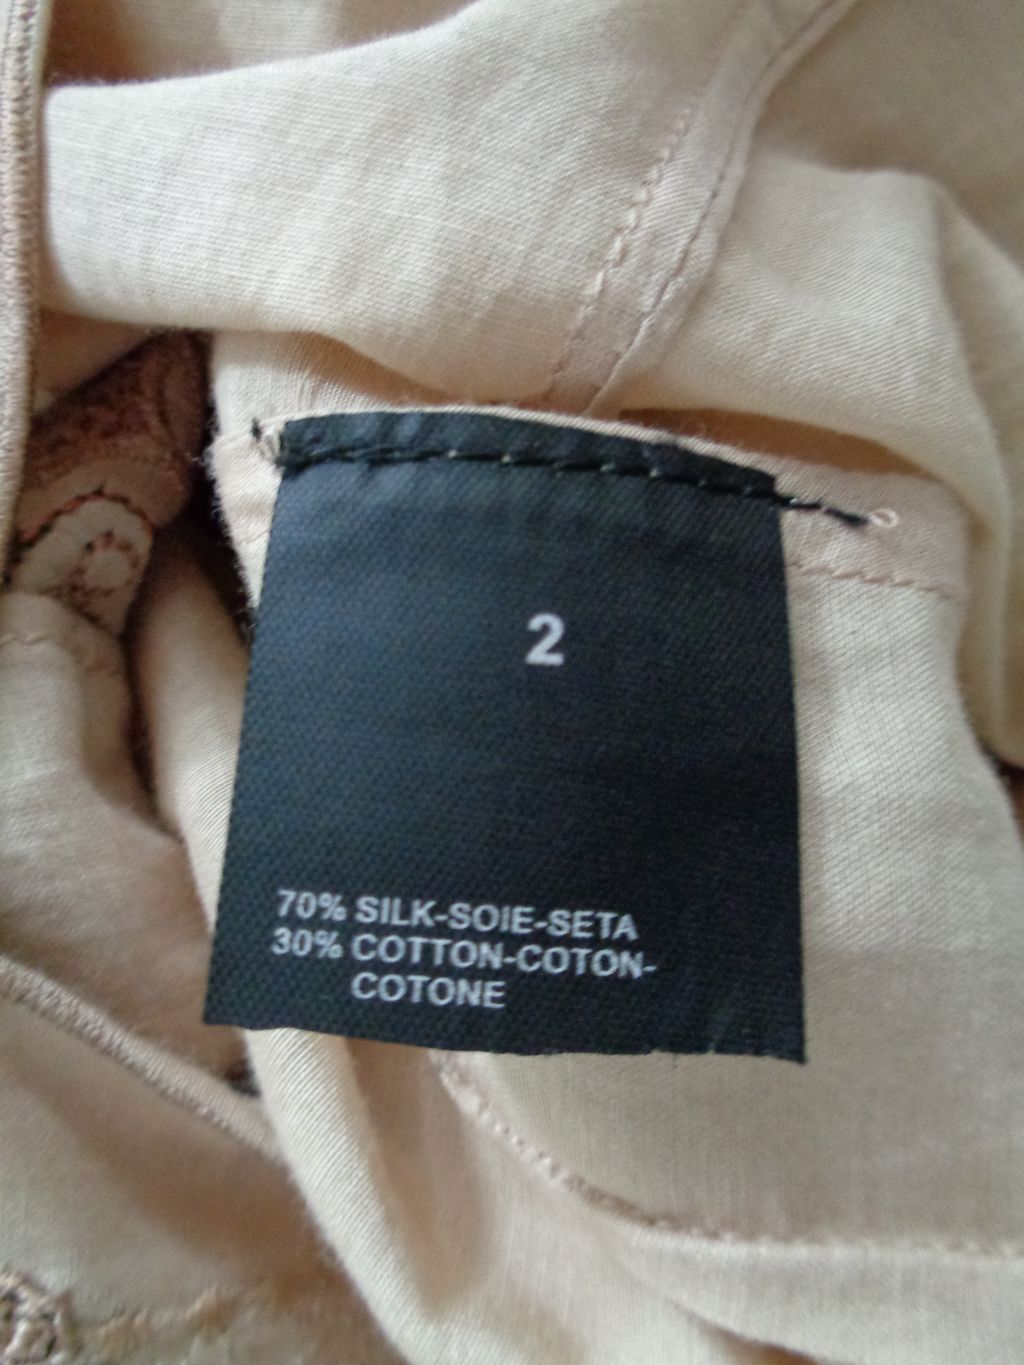 2
70% SILK-SOIE-SETA
30% COTTON-COTON-
COTONE